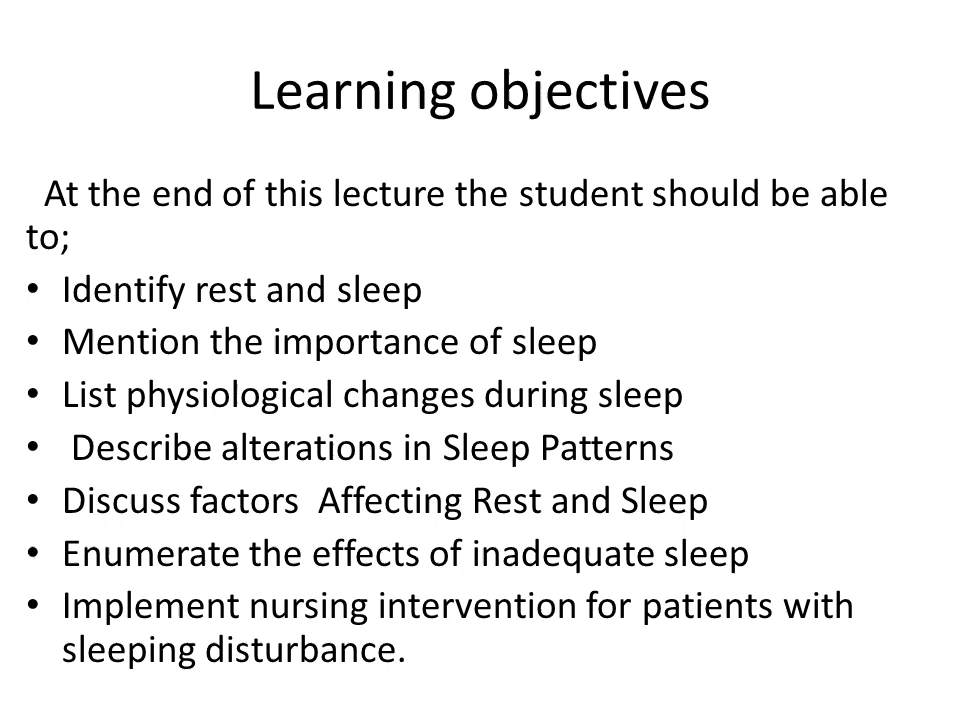 Learning objectives
At the end of this lecture the student should be able
to;
• Identify rest and sleep
• Mention the importance of sleep
• List physiological changes during sleep
• Describe alterations in Sleep Patterns
• Discuss factors  Affecting Rest and Sleep
• Enumerate the effects of inadequate sleep
• Implement nursing intervention for patients with
sleeping disturbance.